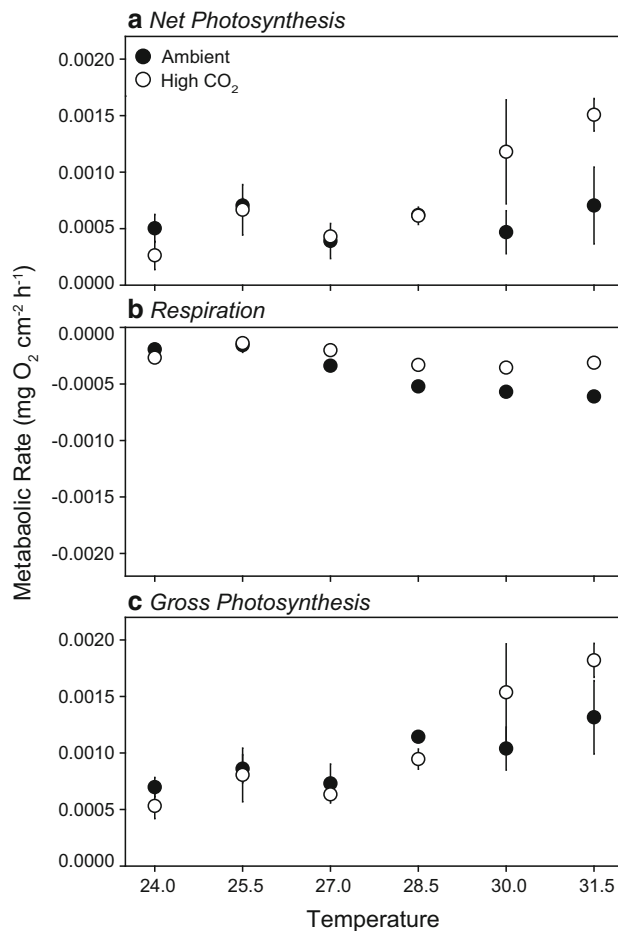 a Net Photosynthesis
0.0020
Ambient
High CO₂
0.0015
0.0010
0.0005
0.0000
b Respiration
0.0000
-0.0005
-0.0010
-0.0015
-0.0020
Metabaolic Rate (mg O₂ cm⁻² h⁻¹)
c Gross Photosynthesis
0.0020
0.0015
0.0010
0.0005
0.0000
24.0 25.5 27.0 28.5 30.0 31.5
Temperature